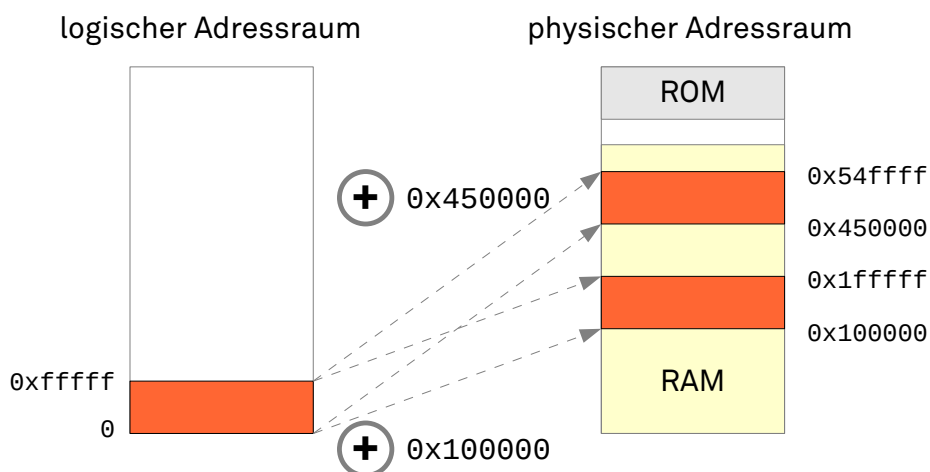 logischer Adressraum
physischer Adressraum
ROM
+ 0x450000
0x54ffff
0x450000
0x1fffff
0x100000
0xfffff
RAM
0
+ 0x100000